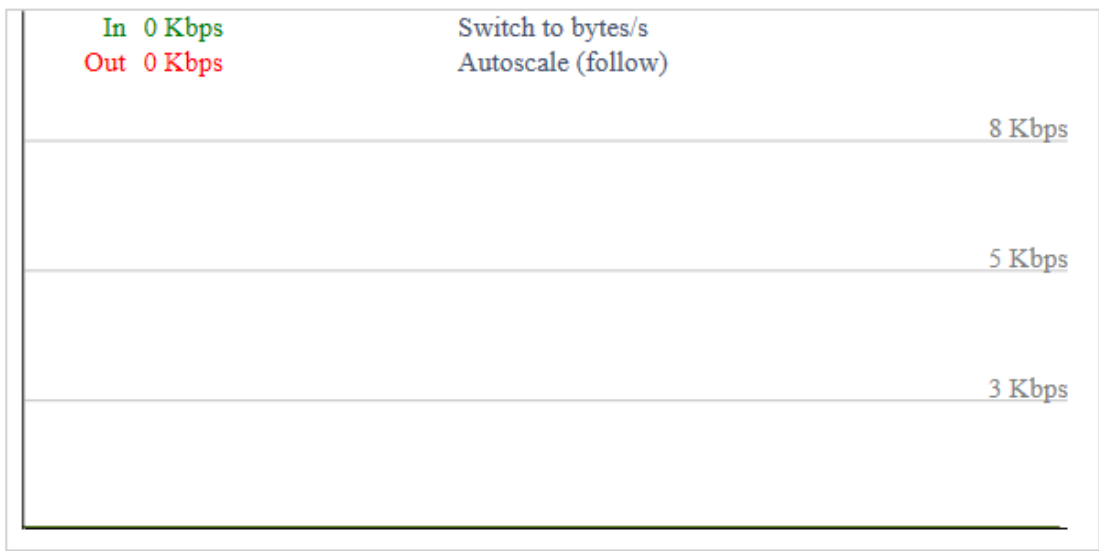 In 0 Kbps Switch to bytes/s
Out 0 Kbps Autoscale (follow)
8 Kbps
5 Kbps
3 Kbps